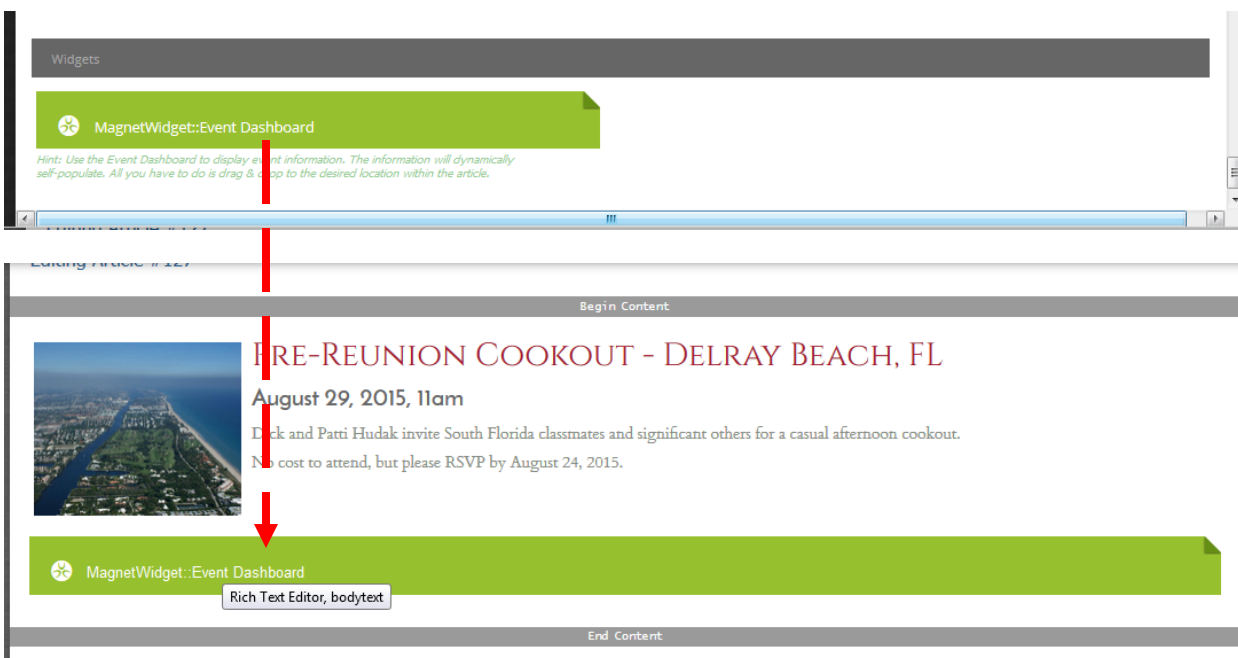 Widgets
MagnetWidget::Event Dashboard
Hint: Use the Event Dashboard to display event information. The information will dynamically
self-populate. All you have to do is drag & drop to the desired location within the article.
Editing Article #127
Editing Article #127
Begin Content
Pre-Reunion Cookout - Delray Beach, FL
August 29, 2015, 11am
Dick and Patti Hudak invite South Florida classmates and significant others for a casual afternoon cookout.
No cost to attend, but please RSVP by August 24, 2015.
MagnetWidget::Event Dashboard
Rich Text Editor, bodytext
End Content